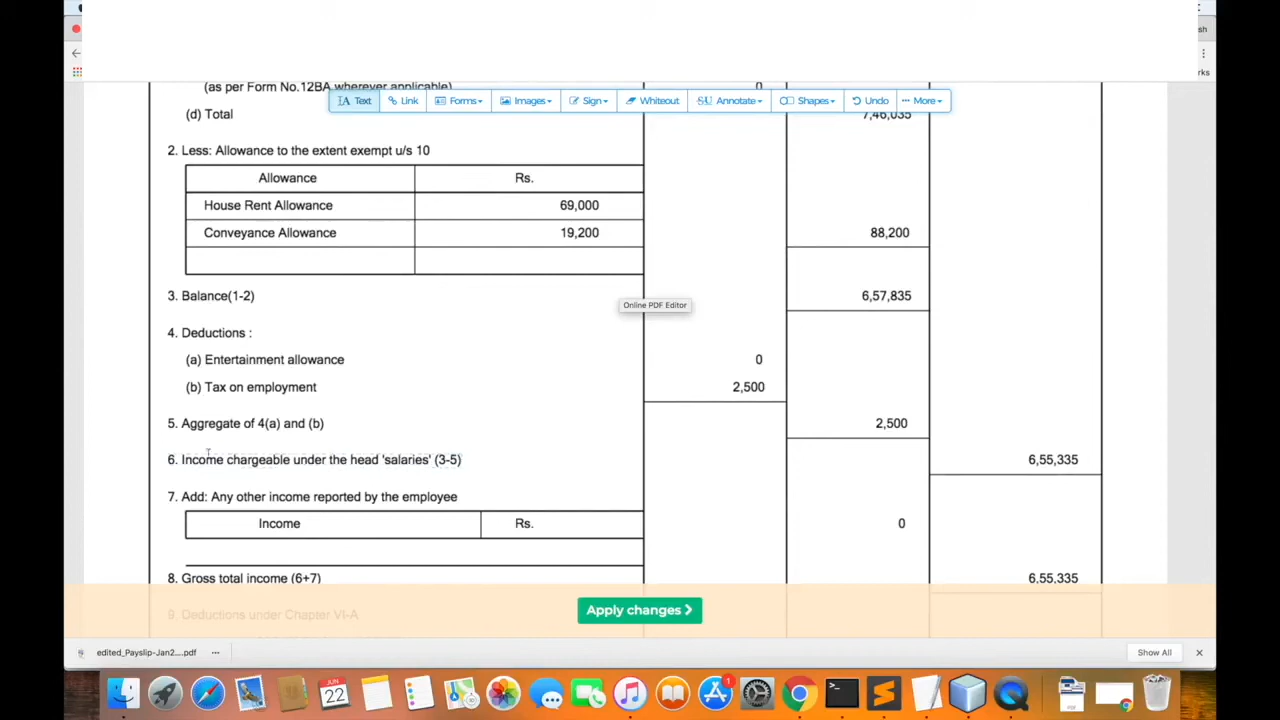 sh
rks
(as per Form No.12BA wherever applicable)
0
Text
Link
Forms
Images
Sign
Whiteout
Annotate
Shapes
Undo
More
(d) Total
7,46,035
2. Less: Allowance to the extent exempt u/s 10
Allowance Rs.
House Rent Allowance 69,000
Conveyance Allowance 19,200 88,200
3. Balance(1-2) 6,57,835
Online PDF Editor
4. Deductions :
(a) Entertainment allowance 0
(b) Tax on employment 2,500
5. Aggregate of 4(a) and (b) 2,500
6. Income chargeable under the head 'salaries' (3-5) 6,55,335
7. Add: Any other income reported by the employee
Income Rs. 0
8. Gross total income (6+7) 6,55,335
9. Deductions under Chapter VI-A
Apply changes
edited_Payslip-Jan2....pdf
Show All
JUN
22
1